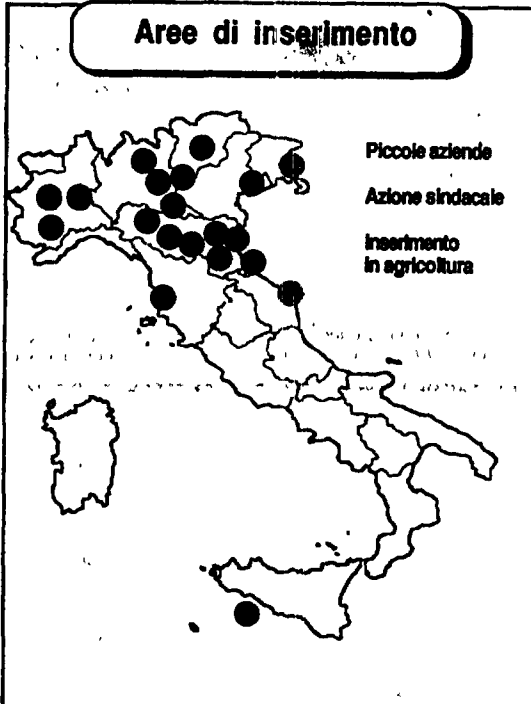 Aree di inserimento
Piccole aziende
Azione sindacale
Inserimento
in agricoltura